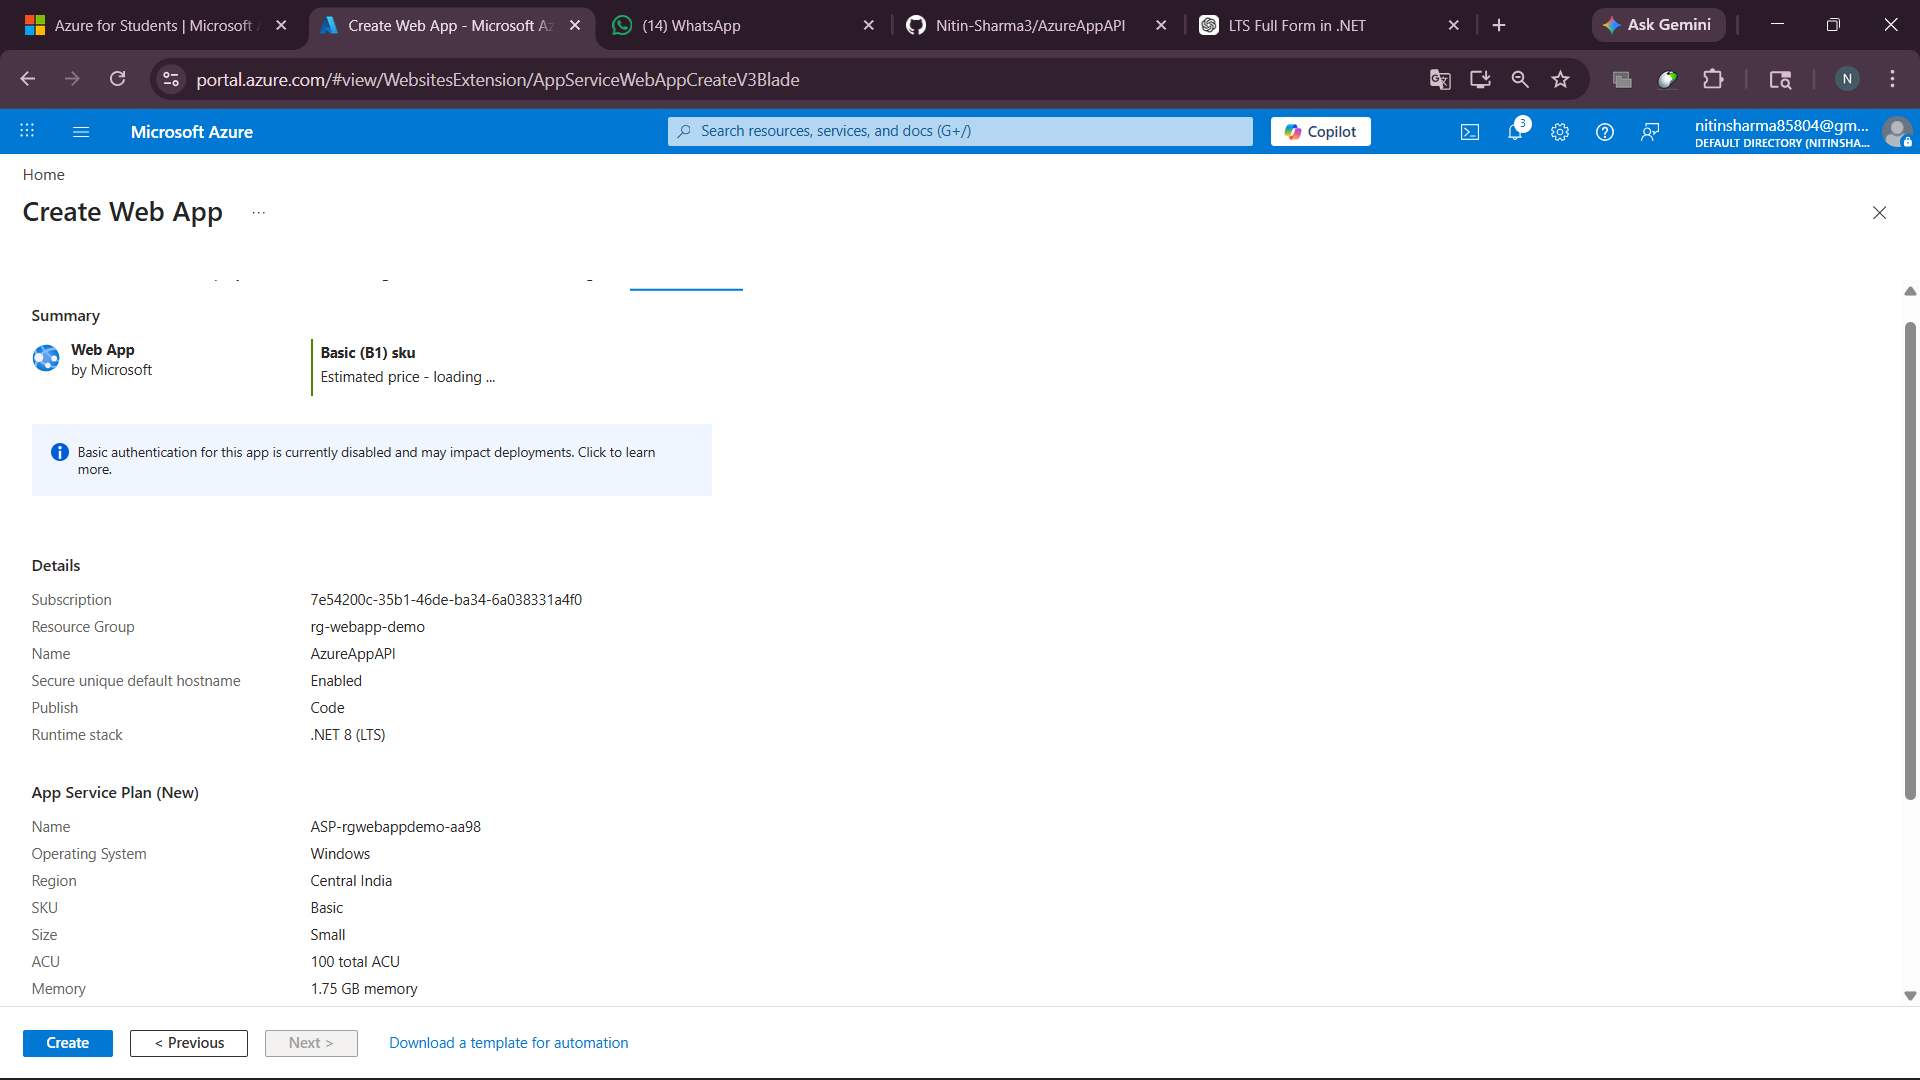 Azure for Students | Microsoft A
Create Web App - Microsoft Az
(14) WhatsApp
Nitin-Sharma3/AzureAppAPI
LTS Full Form in .NET
Ask Gemini
portal.azure.com/#view/WebsitesExtension/AppServiceWebAppCreateV3Blade
N
Microsoft Azure
Search resources, services, and docs (G+/)
Copilot
3
nitinsharma85804@gm...
DEFAULT DIRECTORY (NITINSHA...
Home
Create Web App
...
Summary
Web App
by Microsoft
Basic (B1) sku
Estimated price - loading ...
Basic authentication for this app is currently disabled and may impact deployments. Click to learn
more.
Details
Subscription 7e54200c-35b1-46de-ba34-6a038331a4f0
Resource Group rg-webapp-demo
Name AzureAppAPI
Secure unique default hostname Enabled
Publish Code
Runtime stack .NET 8 (LTS)
App Service Plan (New)
Name ASP-rgwebappdemo-aa98
Operating System Windows
Region Central India
SKU Basic
Size Small
ACU 100 total ACU
Memory 1.75 GB memory
Create
< Previous
Next >
Download a template for automation